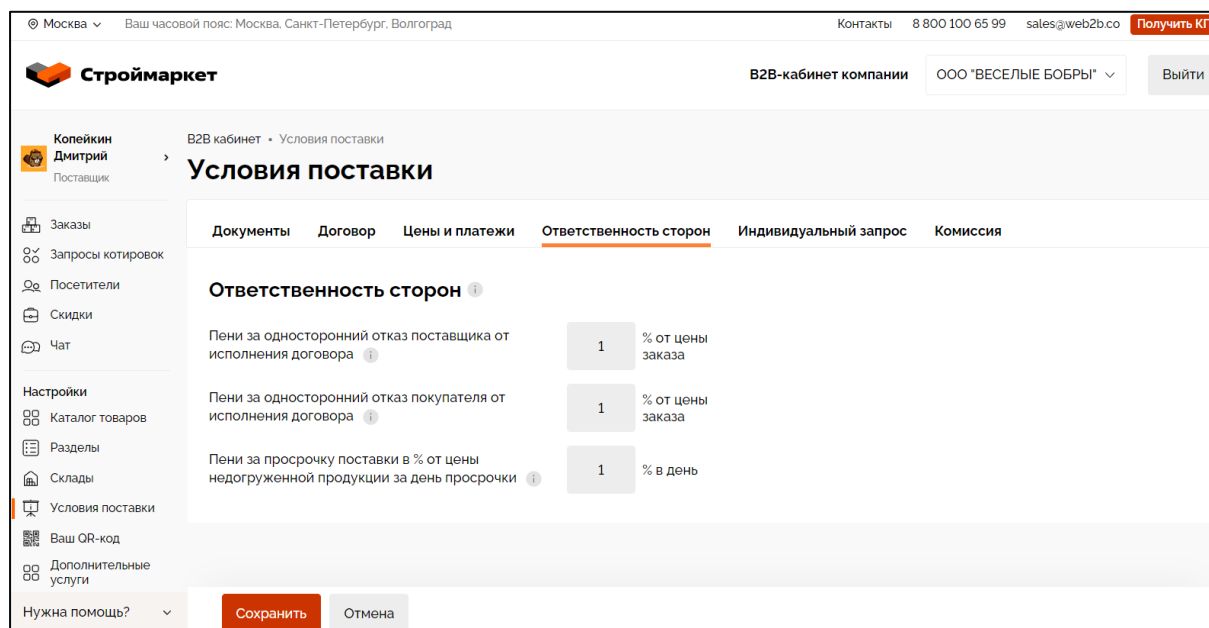 Москва
Ваш часовой пояс: Москва, Санкт-Петербург, Волгоград
Контакты
8 800 100 65 99
sales@web2b.co
Получить КП
Строймаркет
B2B-кабинет компании
ООО "ВЕСЕЛЫЕ БОБРЫ"
Выйти
Копейкин
Дмитрий
Поставщик
Заказы
Запросы котировок
Посетители
Скидки
Чат
Настройки
Каталог товаров
Разделы
Склады
Условия поставки
Ваш QR-код
Дополнительные
услуги
Нужна помощь?
B2B кабинет • Условия поставки
Условия поставки
Документы
Договор
Цены и платежи
Ответственность сторон
Индивидуальный запрос
Комиссия
Ответственность сторон
Пени за односторонний отказ поставщика от
исполнения договора
1
% от цены
заказа
Пени за односторонний отказ покупателя от
исполнения договора
1
% от цены
заказа
Пени за просрочку поставки в % от цены
недогруженной продукции за день просрочки
1
% в день
Сохранить
Отмена